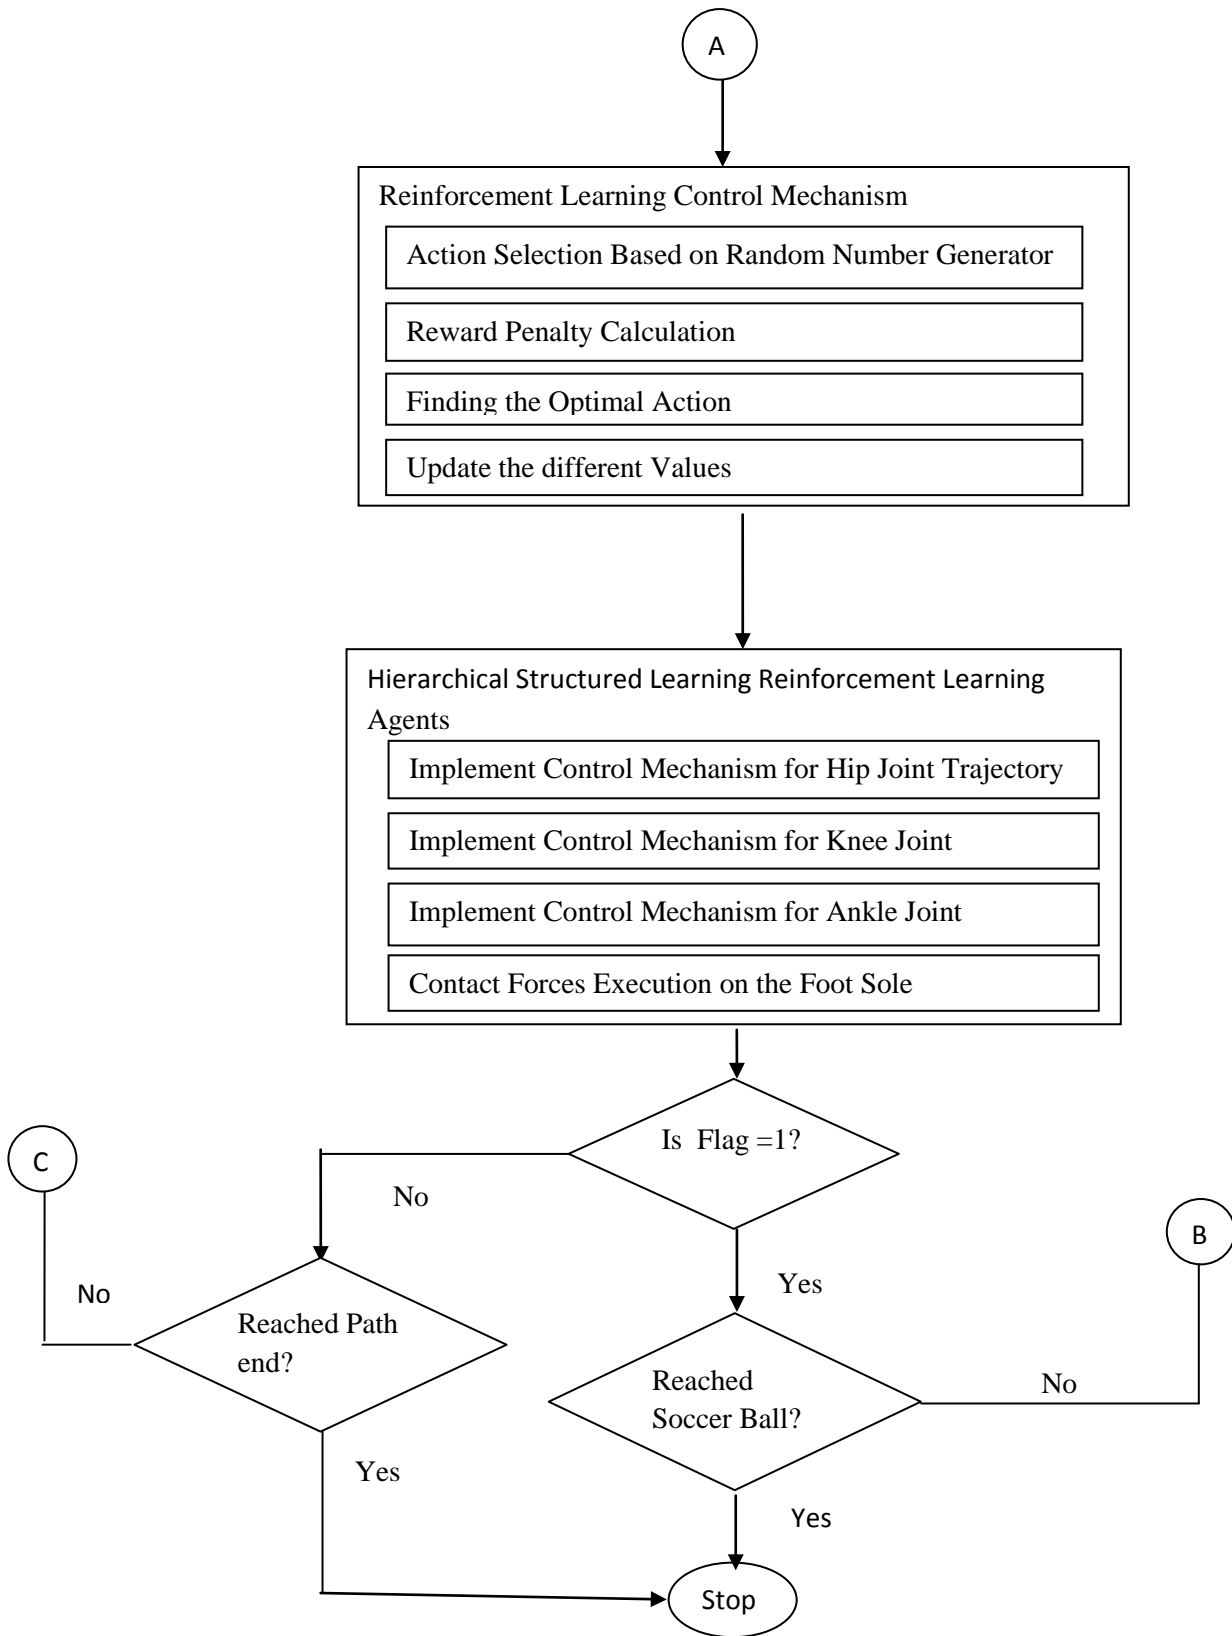 A
Reinforcement Learning Control Mechanism
Action Selection Based on Random Number Generator
Reward Penalty Calculation
Finding the Optimal Action
Update the different Values
Hierarchical Structured Learning Reinforcement Learning
Agents
Implement Control Mechanism for Hip Joint Trajectory
Implement Control Mechanism for Knee Joint
Implement Control Mechanism for Ankle Joint
Contact Forces Execution on the Foot Sole
Is Flag =1?
C
No
B
Yes
No
Reached Path
end?
Reached
Soccer Ball?
No
Yes
Yes
Stop